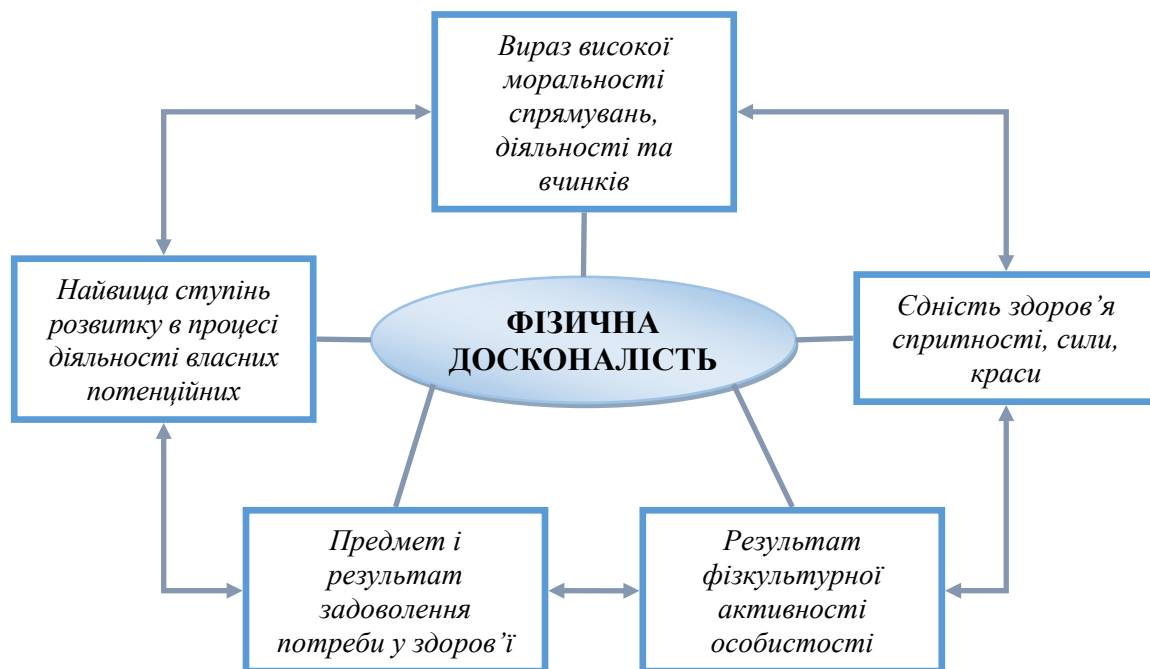 Вираз високої
моральності
спрямувань,
діяльності та
вчинків
Найвища ступінь
розвитку в процесі
діяльності власних
потенційних
ФІЗИЧНА
ДОСКОНАЛІСТЬ
Єдність здоров’я
спритності, сили,
краси
Предмет і
результат
задоволення
потреби у здоров’ї
Результат
фізкультурної
активності
особистості